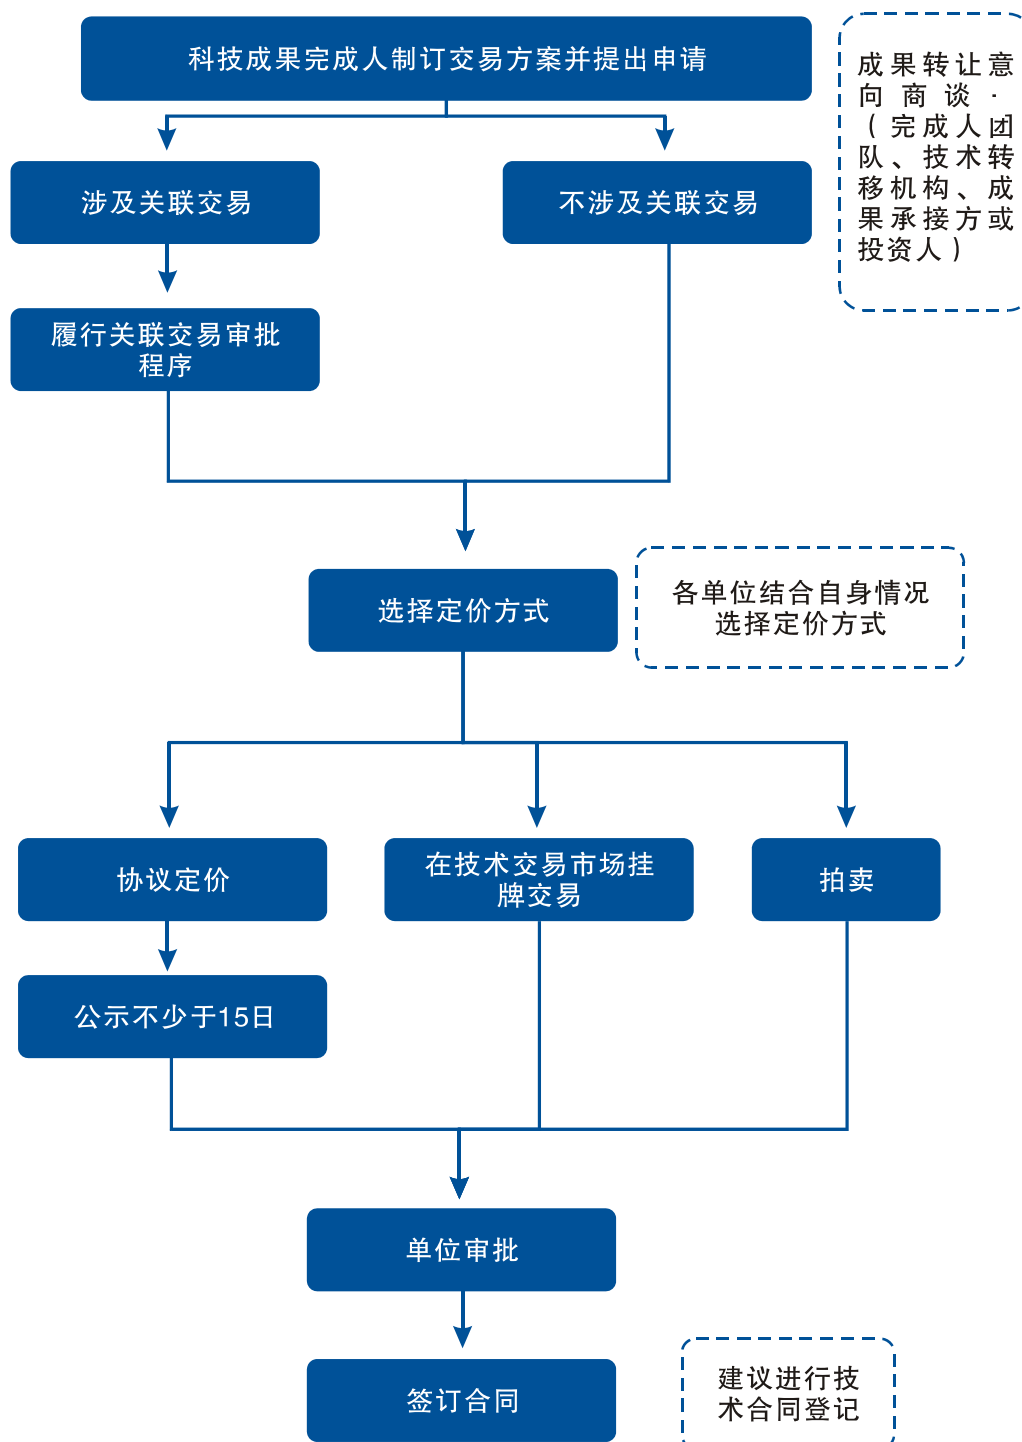 科技成果完成人制订交易方案并提出申请
成果转让意
向商谈·
（完成人团
队、技术转
移机构、成
果承接方或
投资人）
涉及关联交易
不涉及关联交易
履行关联交易审批
程序
选择定价方式
各单位结合自身情况
选择定价方式
协议定价
在技术交易市场挂
牌交易
拍卖
公示不少于15日
单位审批
签订合同
建议进行技
术合同登记